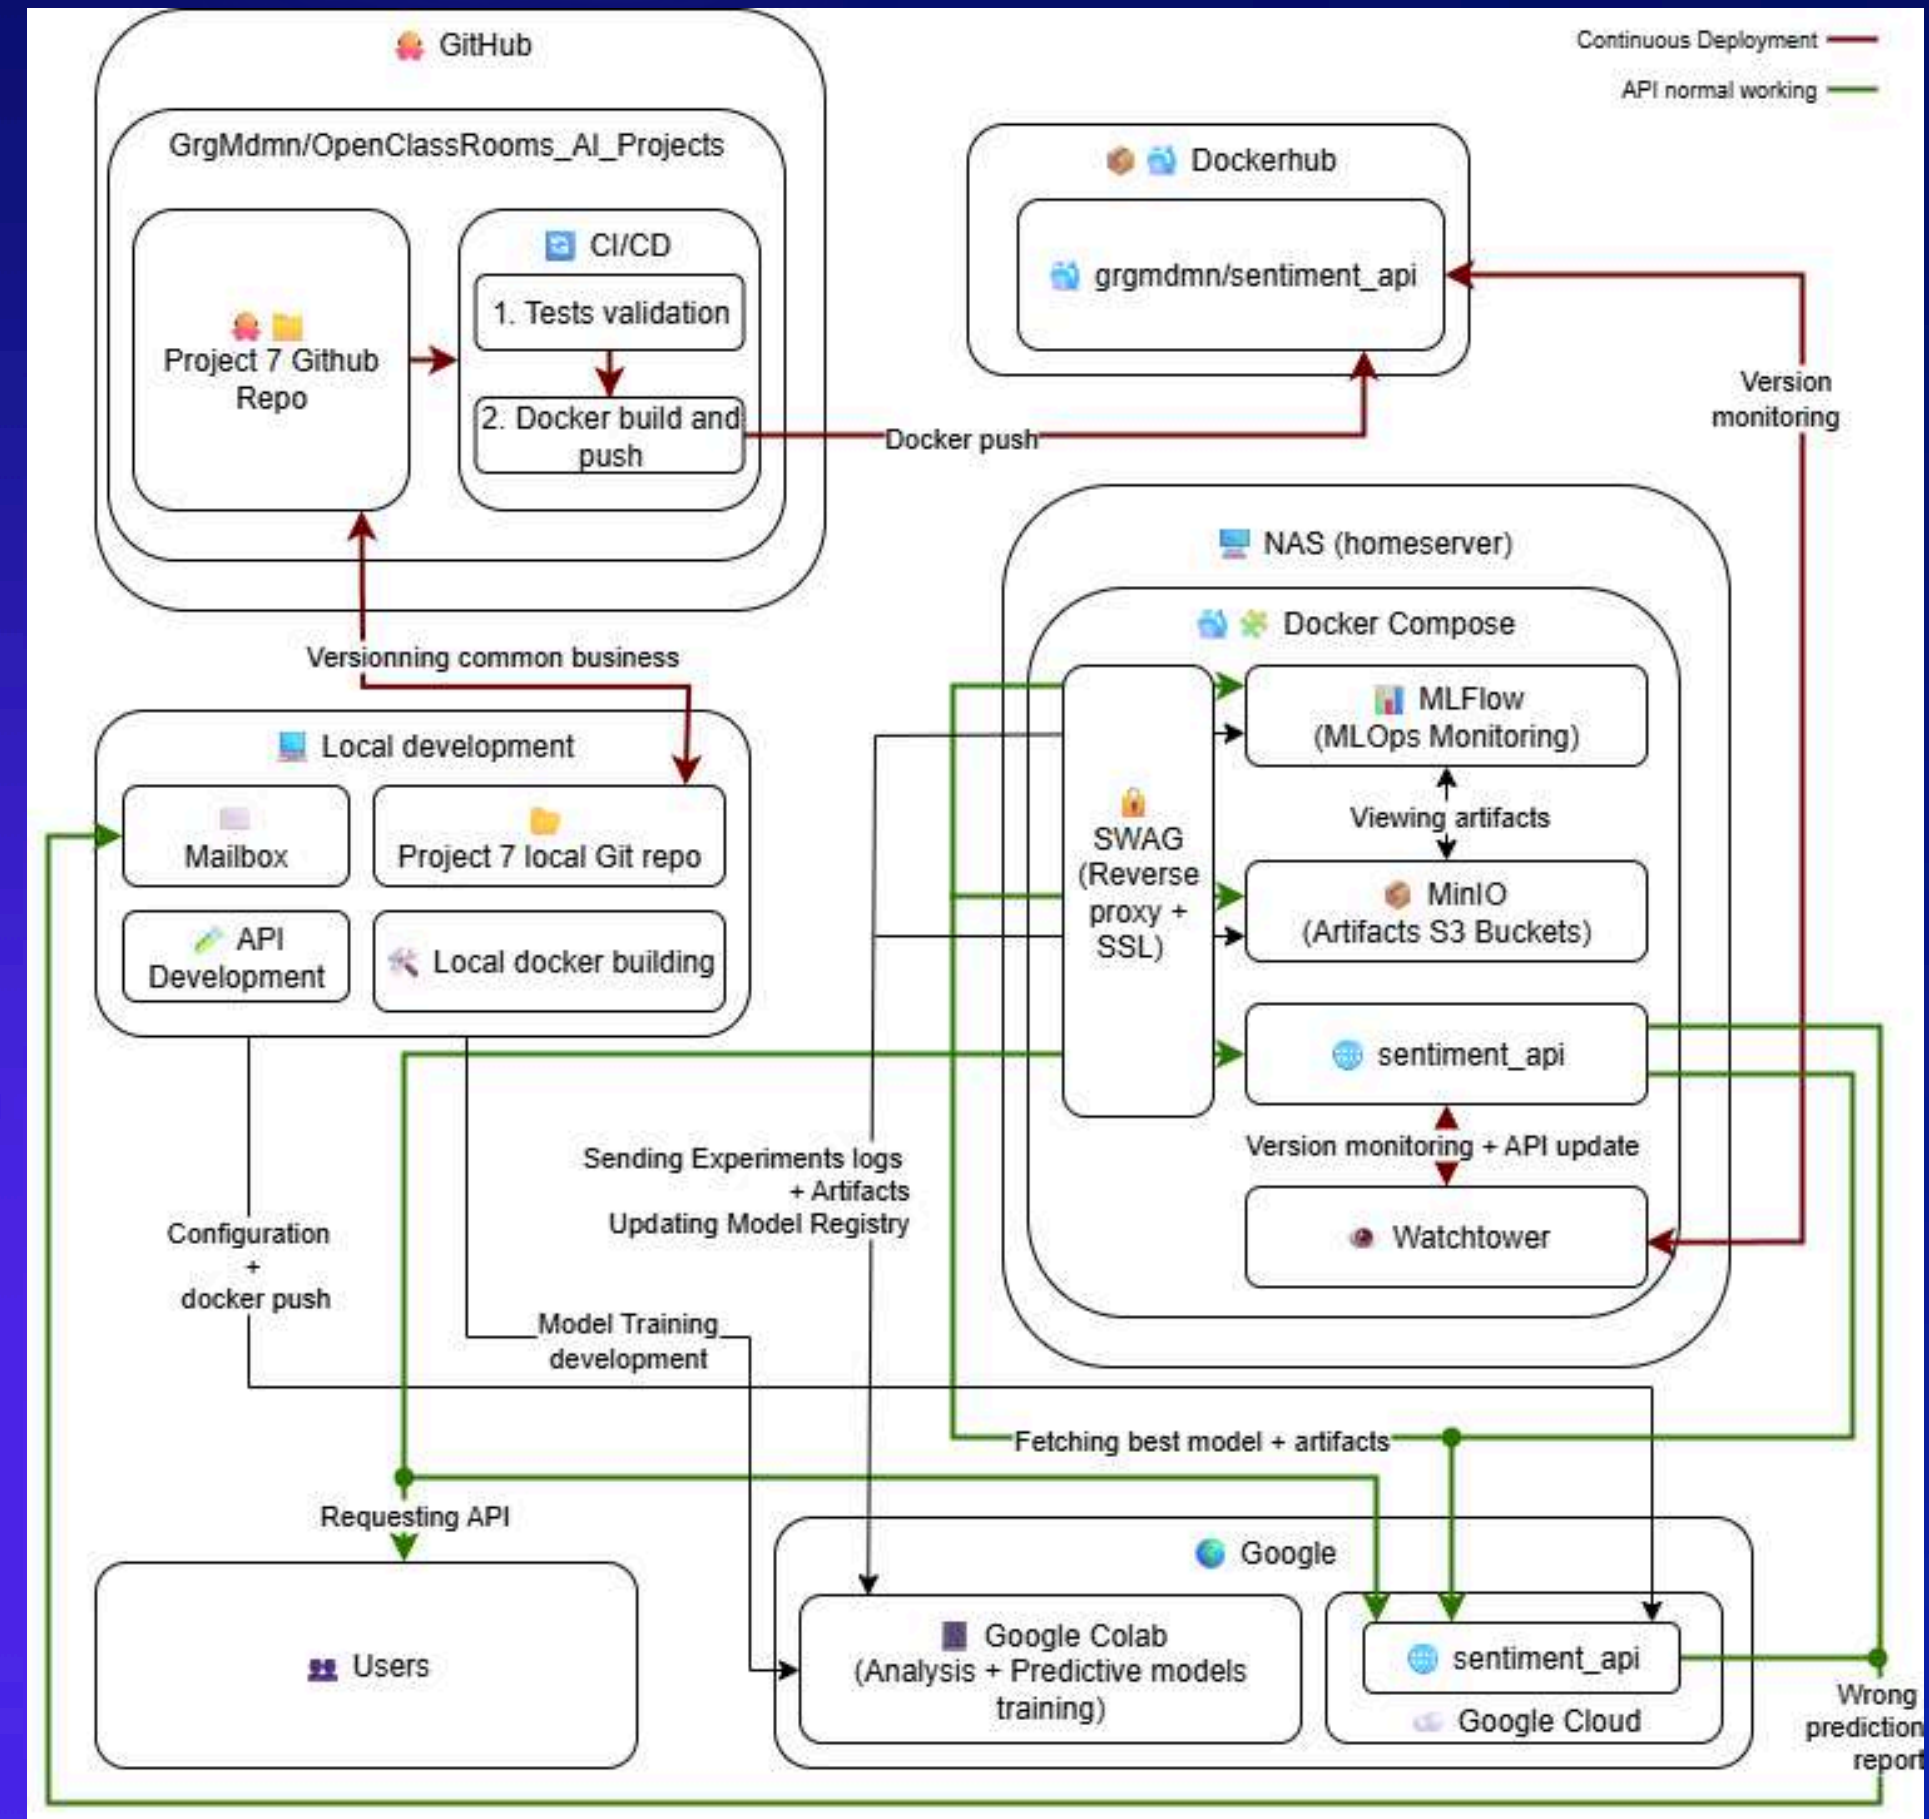 GitHub
Continuous Deployment
API normal working
GrgMdmn/OpenClassRooms_AI_Projects
Dockerhub
CI/CD
grgmdmn/sentiment_api
1. Tests validation
Project 7 Github
Repo
2. Docker build and
push
Docker push
Version
monitoring
NAS (homeserver)
Docker Compose
Versionning common business
MLFlow
(MLOps Monitoring)
Local development
Viewing artifacts
Mailbox
Project 7 local Git repo
SWAG
(Reverse
proxy +
SSL)
MinIO
(Artifacts S3 Buckets)
API
Development
Local docker building
sentiment_api
Version monitoring + API update
Sending Experiments logs
+ Artifacts
Updating Model Registry
Configuration
+
docker push
Watchtower
Model Training
development
Fetching best model + artifacts
Requesting API
Google
Users
Google Colab
(Analysis + Predictive models
training)
sentiment_api
Google Cloud
Wrong
prediction
report